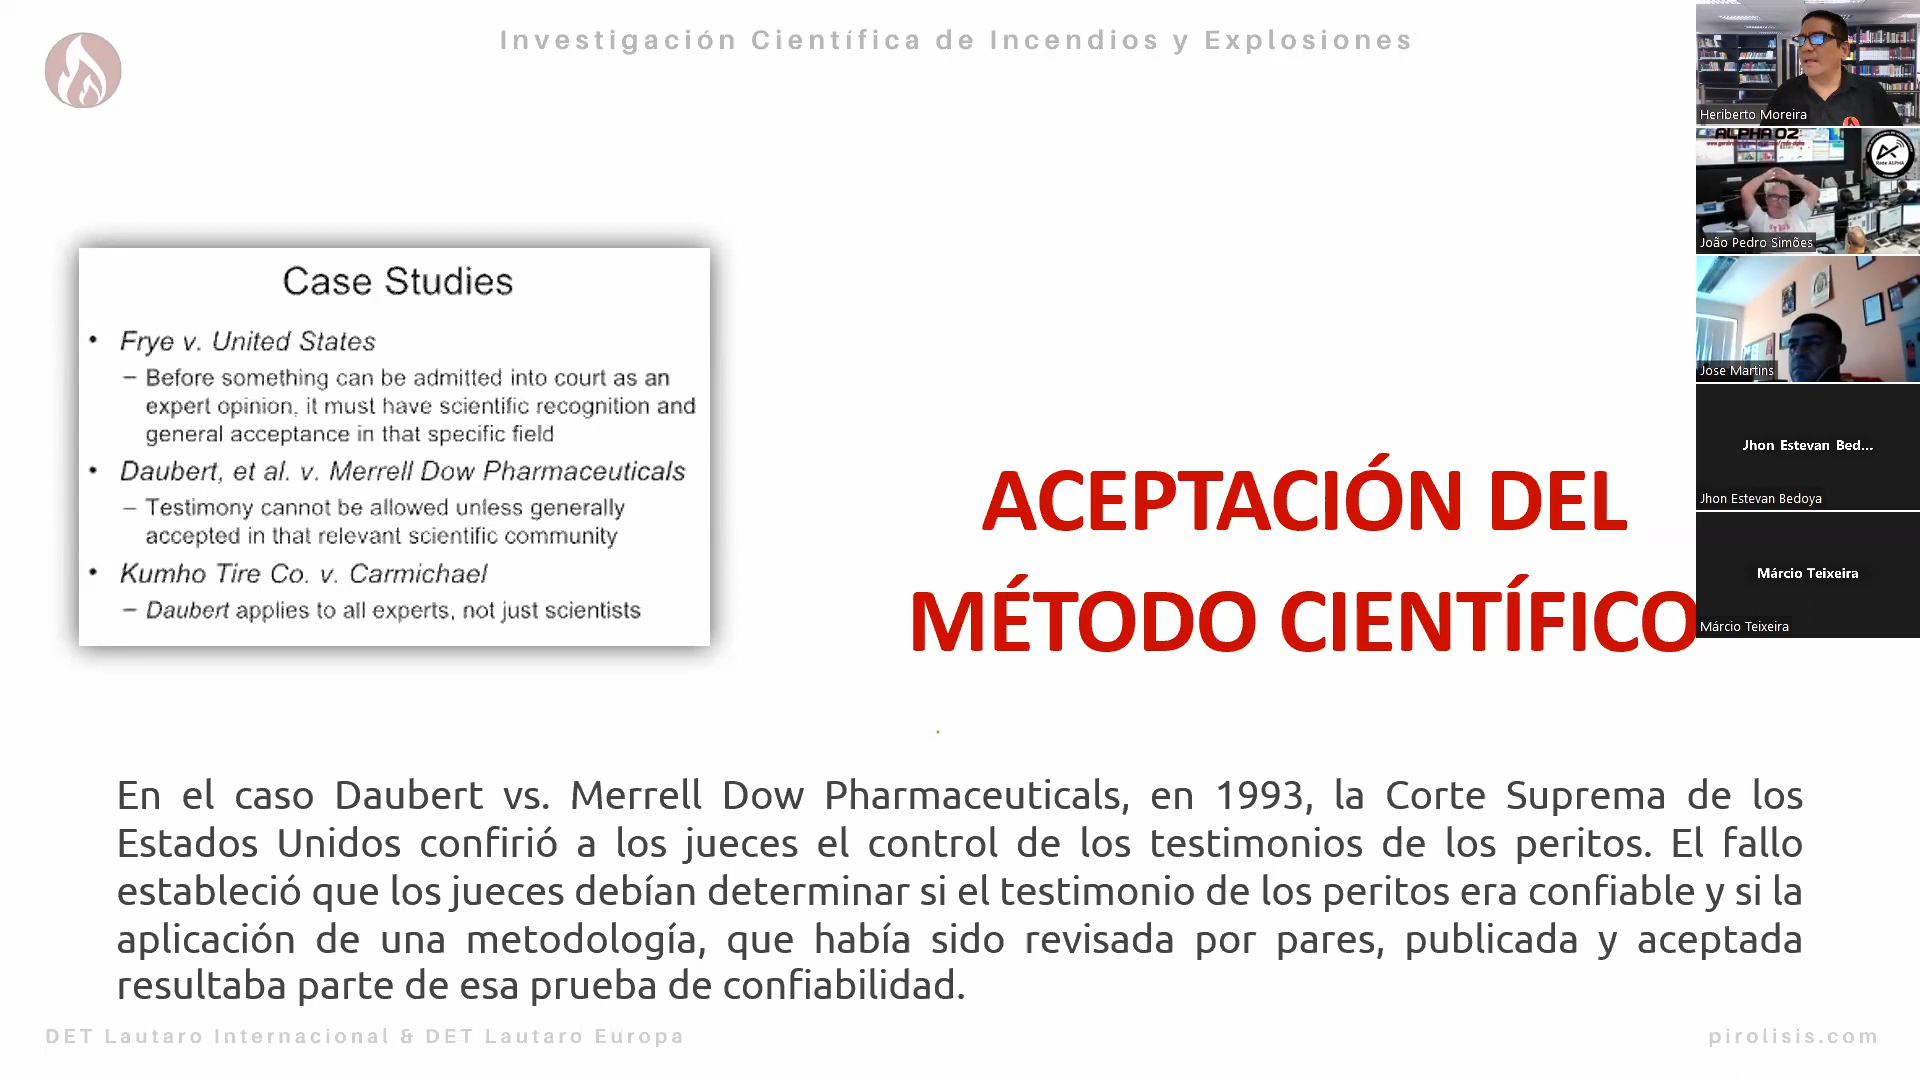 Investigación Científica de Incendios y Explosiones
Case Studies
• Frye v. United States
– Before something can be admitted into court as an
expert opinion, it must have scientific recognition and
general acceptance in that specific field
• Daubert, et al. v. Merrell Dow Pharmaceuticals
– Testimony cannot be allowed unless generally
accepted in that relevant scientific community
• Kumho Tire Co. v. Carmichael
– Daubert applies to all experts, not just scientists
ACEPTACIÓN DEL
MÉTODO CIENTÍFICO
En el caso Daubert vs. Merrell Dow Pharmaceuticals, en 1993, la Corte Suprema de los
Estados Unidos confirió a los jueces el control de los testimonios de los peritos. El fallo
estableció que los jueces debían determinar si el testimonio de los peritos era confiable y si la
aplicación de una metodología, que había sido revisada por pares, publicada y aceptada
resultaba parte de esa prueba de confiabilidad.
DET Lautaro Internacional & DET Lautaro Europa
pirolisis.com
Heriberto Moreira
ALPHA 02
Rede ALPHA
João Pedro Simões
Jose Martins
Jhon Estevan Bed...
Jhon Estevan Bedoya
Márcio Teixeira
Márcio Teixeira